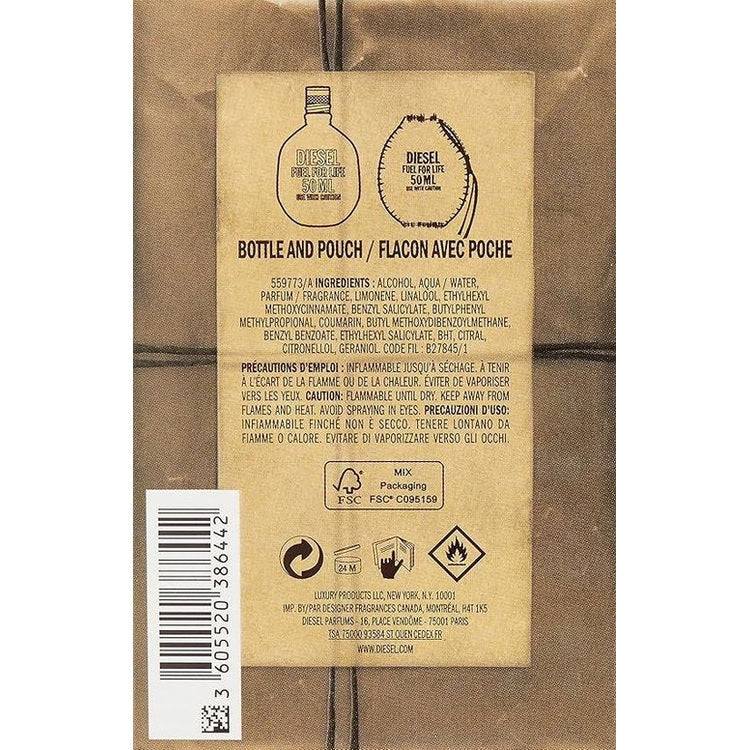 DIESEL
FUEL FOR LIFE
50 ML
USE WITH CAUTION
DIESEL
FUEL FOR LIFE
50 ML
USE WITH CAUTION
BOTTLE AND POUCH / FLACON AVEC POCHE
559773/A INGREDIENTS : ALCOHOL, AQUA / WATER,
PARFUM / FRAGRANCE, LIMONENE, LINALOOL, ETHYLHEXYL
METHOXYCINNAMATE, BENZYL SALICYLATE, BUTYLPHENYL
METHYLPROPIONAL, COUMARIN, BUTYL METHOXYDIBENZOYLMETHANE,
BENZYL BENZOATE, ETHYLHEXYL SALICYLATE, BHT, CITRAL,
CITRONELLOL, GERANIOL. CODE FIL : B27845/1
PRÉCAUTIONS D'EMPLOI : INFLAMMABLE JUSQU'À SÉCHAGE. À TENIR
À L'ÉCART DE LA FLAMME OU DE LA CHALEUR. ÉVITER DE VAPORISER
VERS LES YEUX. CAUTION: FLAMMABLE UNTIL DRY. KEEP AWAY FROM
FLAMES AND HEAT. AVOID SPRAYING IN EYES. PRECAUZIONI D'USO:
INFIAMMABILE FINCHÉ NON È SECCO. TENERE LONTANO DA
FIAMME O CALORE. EVITARE DI VAPORIZZARE VERSO GLI OCCHI.
FSC
MIX
Packaging
FSC® C095159
24 M
LUXURY PRODUCTS LLC, NEW YORK, N.Y. 10001
IMP. BY/PAR DESIGNER FRAGRANCES CANADA, MONTRÉAL, H4T 1K5
DIESEL PARFUMS - 16, PLACE VENDÔME - 75001 PARIS
TSA 75000 93584 ST OUEN CEDEX FR
WWW.DIESEL.COM
3 605520 386442